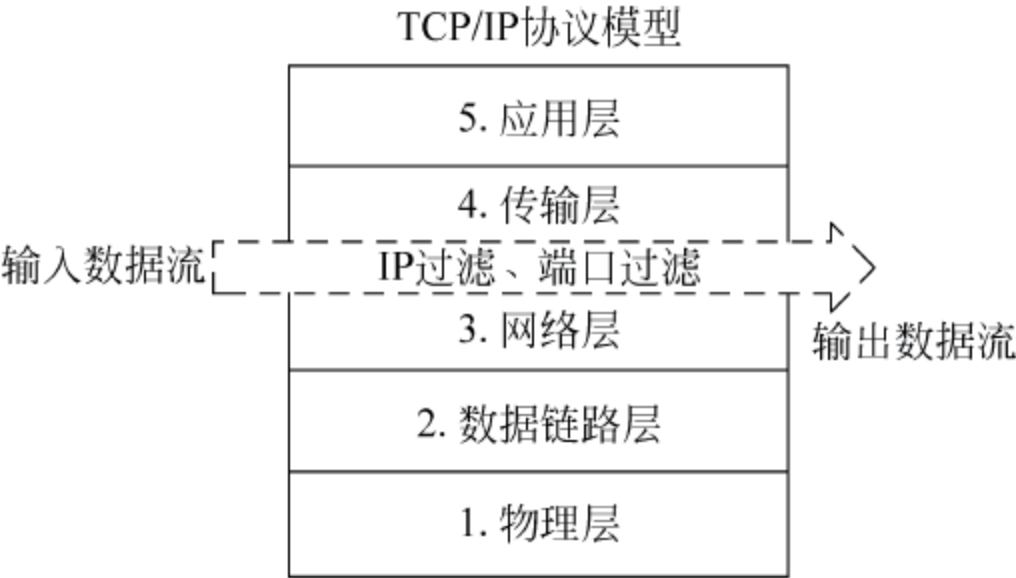 TCP/IP协议模型
5. 应用层
4. 传输层
输入数据流
IP过滤、端口过滤
3. 网络层
输出数据流
2. 数据链路层
1. 物理层